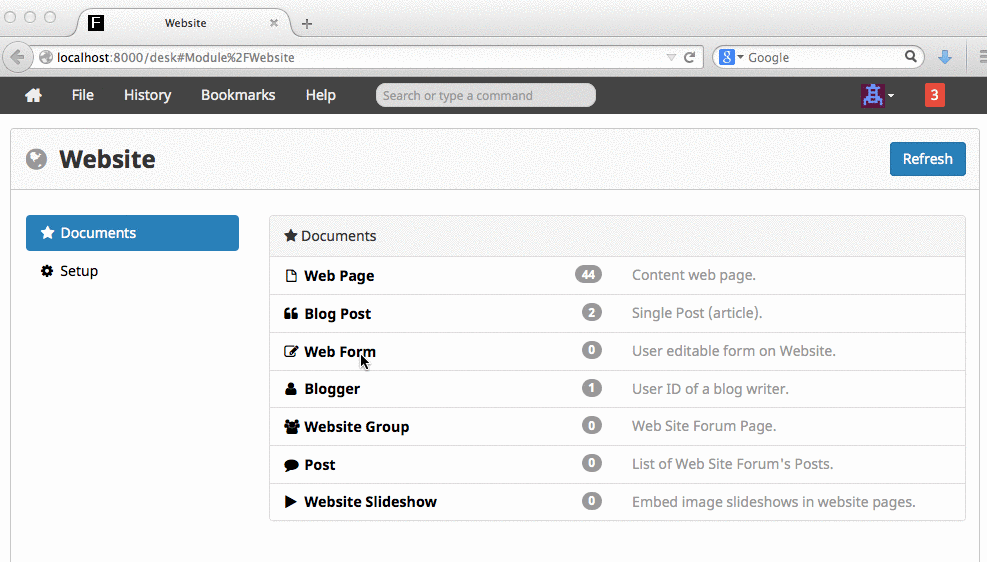 F Website
localhost:8000/desk#Module%2FWebsite
8 Google
File History Bookmarks Help Search or type a command 3
Website Refresh
Documents
Setup
Documents
Web Page 44 Content web page.
Blog Post 2 Single Post (article).
Web Form 0 User editable form on Website.
Blogger 1 User ID of a blog writer.
Website Group 0 Web Site Forum Page.
Post 0 List of Web Site Forum's Posts.
Website Slideshow 0 Embed image slideshows in website pages.